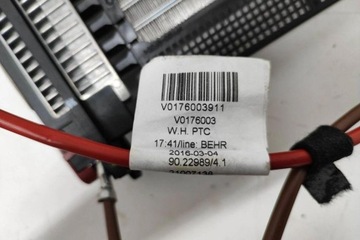 V0176003911
V0176003
W.H. PTC
17:41/line: BEHR
2016-03-04
90.22989/4.1